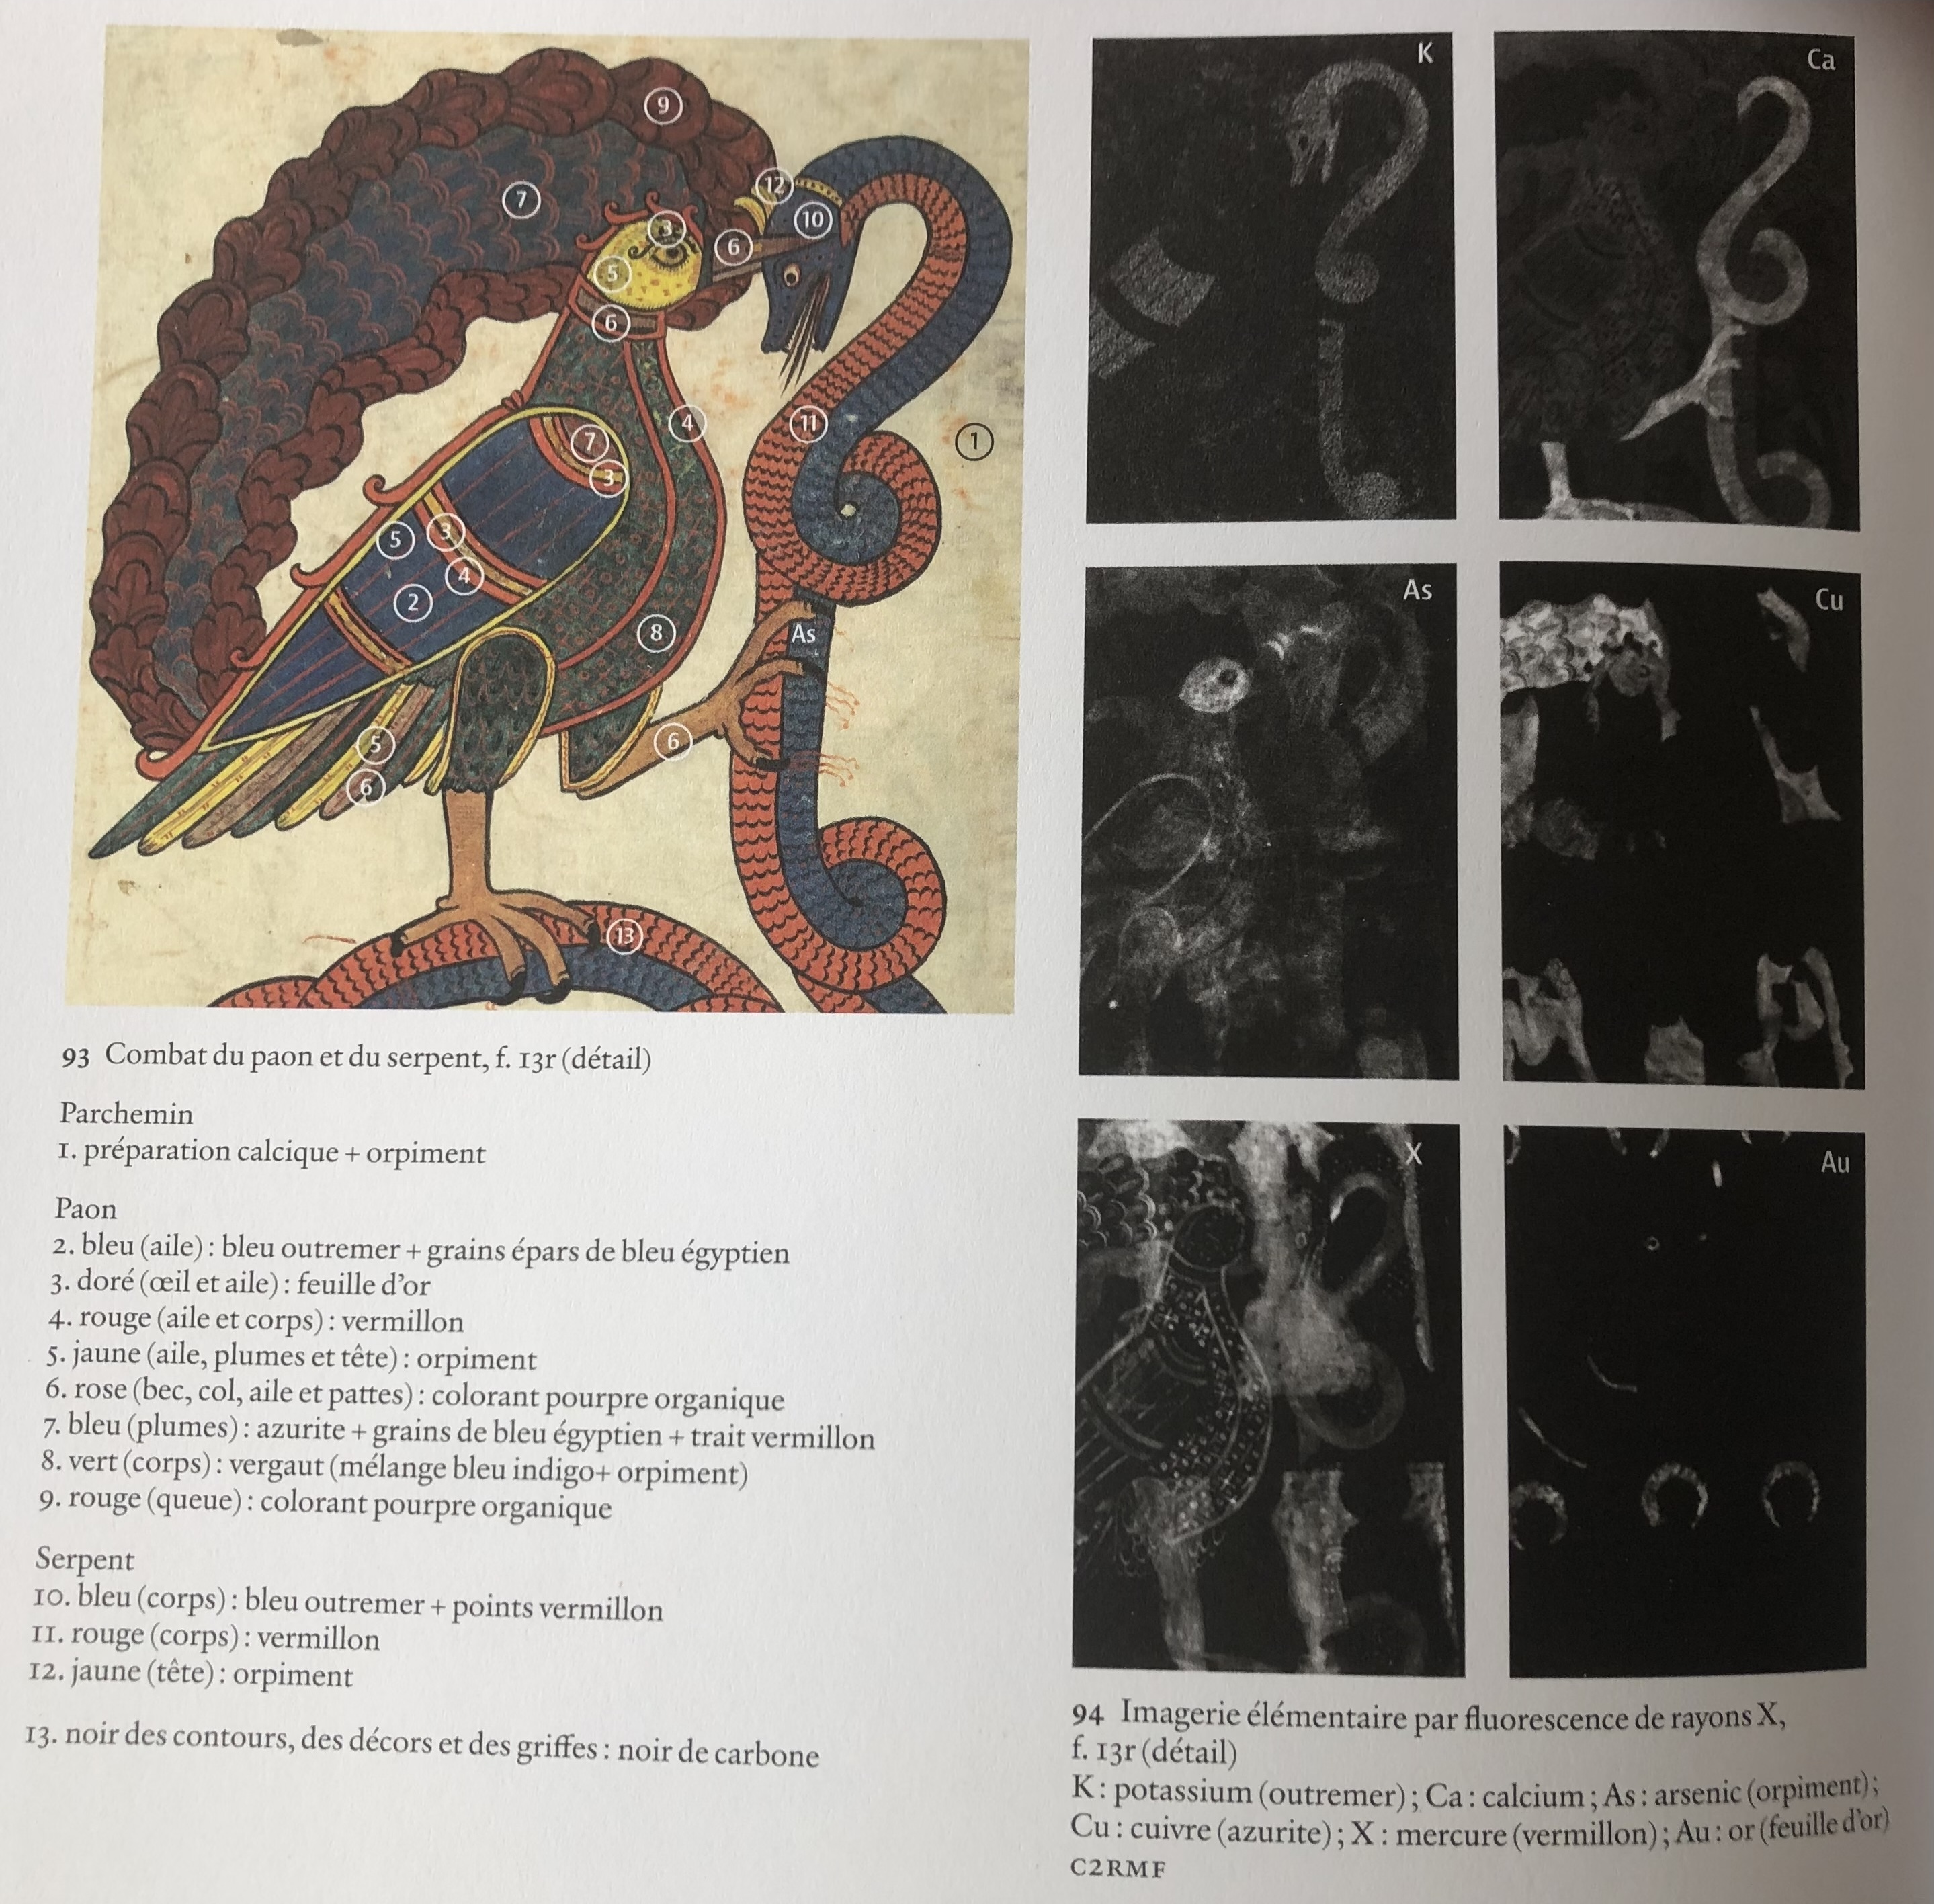 9
7
12
3
10
6
5
6
4
11
1
7
3
5
3
4
2
8
As
5
6
6
13
93 Combat du paon et du serpent, f. 13r (détail)
Parchemin
1. préparation calcique + orpiment
Paon
2. bleu (aile) : bleu outremer + grains épars de bleu égyptien
3. doré (œil et aile) : feuille d’or
4. rouge (aile et corps) : vermillon
5. jaune (aile, plumes et tête) : orpiment
6. rose (bec, col, aile et pattes) : colorant pourpre organique
7. bleu (plumes) : azurite + grains de bleu égyptien + trait vermillon
8. vert (corps) : vergaut (mélange bleu indigo+ orpiment)
9. rouge (queue) : colorant pourpre organique
Serpent
10. bleu (corps) : bleu outremer + points vermillon
11. rouge (corps) : vermillon
12. jaune (tête) : orpiment
13. noir des contours, des décors et des griffes : noir de carbone
K
Ca
As
Cu
X
Au
94 Imagerie élémentaire par fluorescence de rayons X,
f. 13r (détail)
K : potassium (outremer) ; Ca : calcium ; As : arsenic (orpiment) ;
Cu : cuivre (azurite) ; X : mercure (vermillon) ; Au : or (feuille d’or)
C2RMF